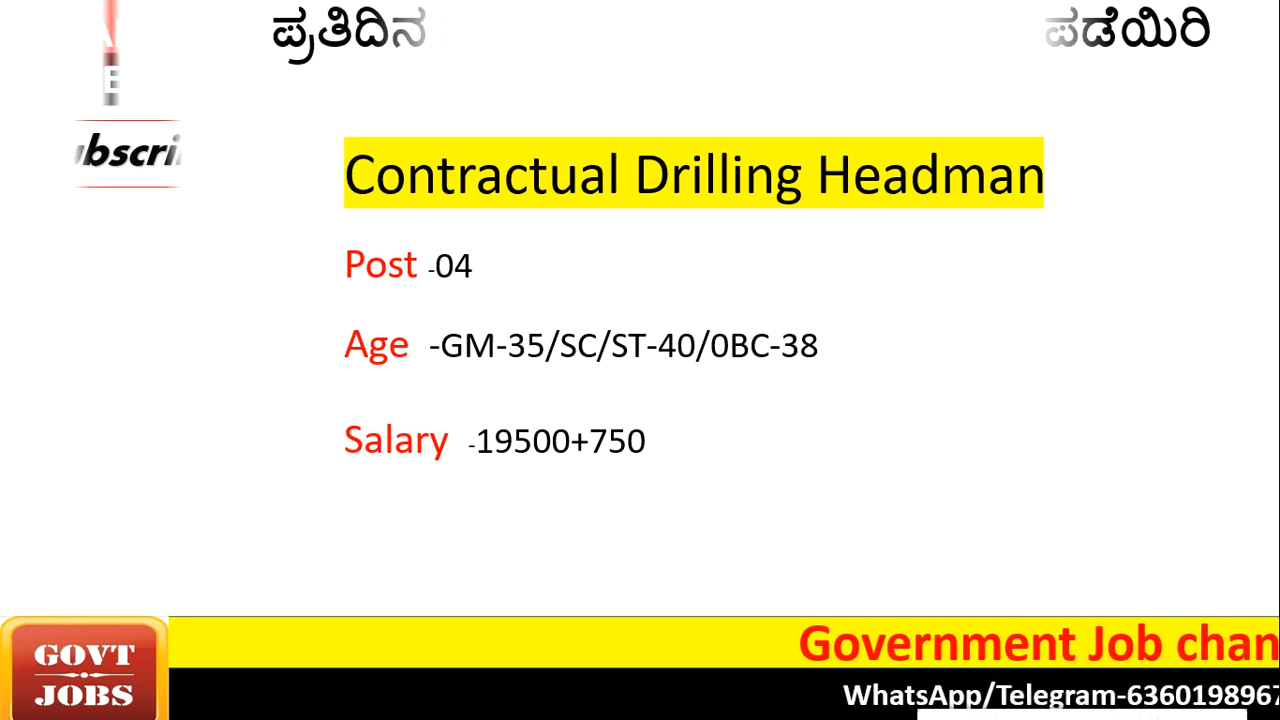 ಪ್ರತಿದಿನ ಪಡೆಯಿರಿ
Contractual Drilling Headman
Post -04
Age -GM-35/SC/ST-40/0BC-38
Salary -19500+750
GOVT
JOBS
Government Job chan
WhatsApp/Telegram-6360198967